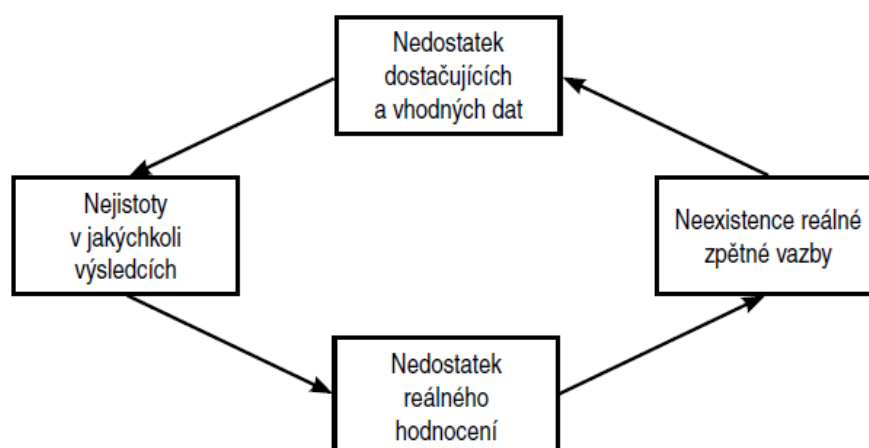 Nedostatek
dostačujících
a vhodných dat
Nejistoty
v jakýchkoli
výsledcích
Neexistence reálné
zpětné vazby
Nedostatek
reálného
hodnocení